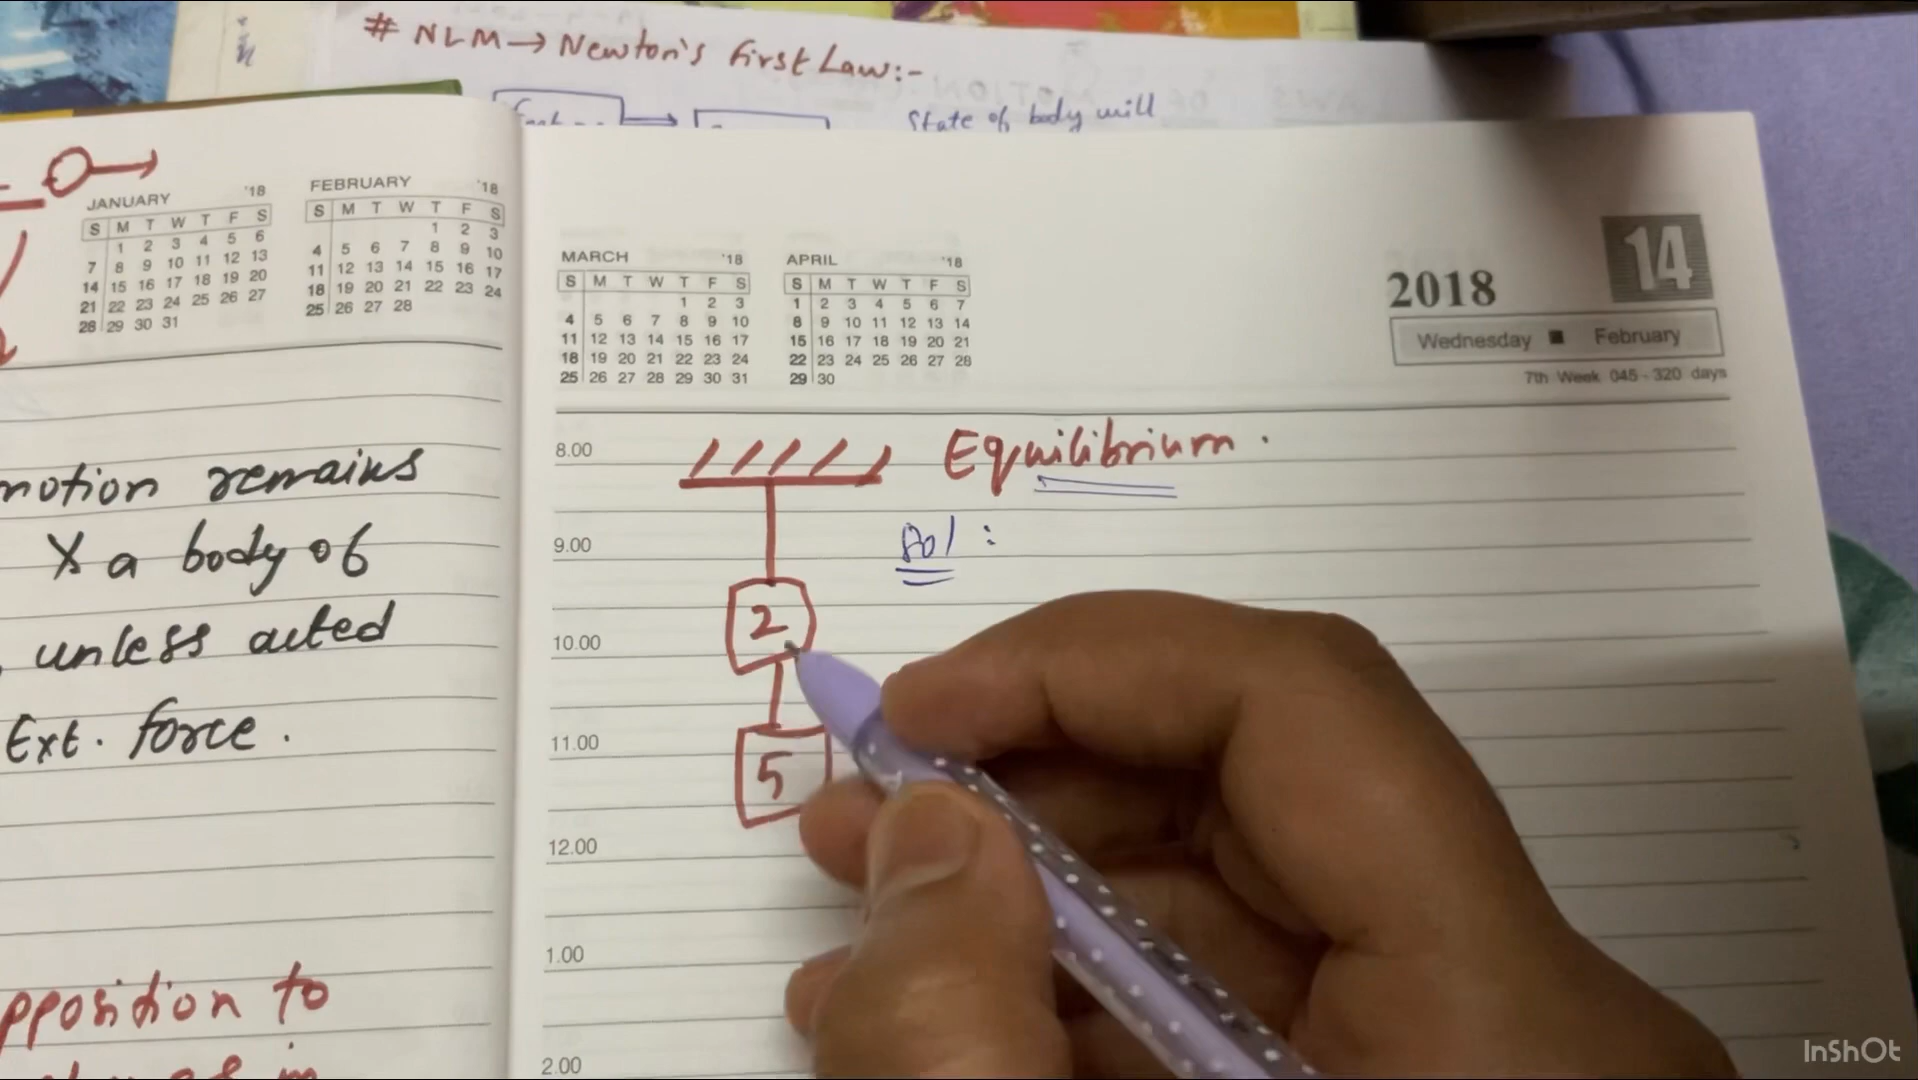 # NLM → Newton's First Law:-
State of body will
JANUARY '18
S M T W T F S
1 2 3 4 5 6
7 8 9 10 11 12 13
14 15 16 17 18 19 20
21 22 23 24 25 26 27
28 29 30 31
FEBRUARY '18
S M T W T F S
1 2 3
4 5 6 7 8 9 10
11 12 13 14 15 16 17
18 19 20 21 22 23 24
25 26 27 28
motion remains
X a body of
unless acted
Ext. force.
opposition to
MARCH '18
S M T W T F S
1 2 3
4 5 6 7 8 9 10
11 12 13 14 15 16 17
18 19 20 21 22 23 24
25 26 27 28 29 30 31
APRIL '18
S M T W T F S
1 2 3 4 5 6 7
8 9 10 11 12 13 14
15 16 17 18 19 20 21
22 23 24 25 26 27 28
29 30
2018 14
Wednesday ■ February
7th Week 045-320 days
8.00
Equilibrium.
9.00
Sol :
2
10.00
11.00
5
12.00
1.00
2.00
InShOt